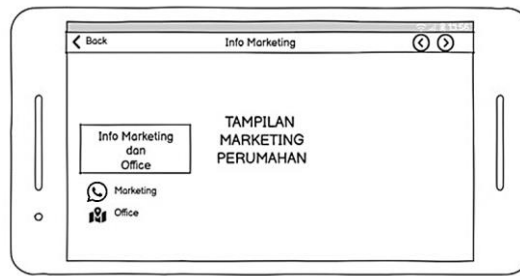 Back
Info Marketing
Info Marketing
dan
Office
TAMPILAN
MARKETING
PERUMAHAN
Marketing
Office